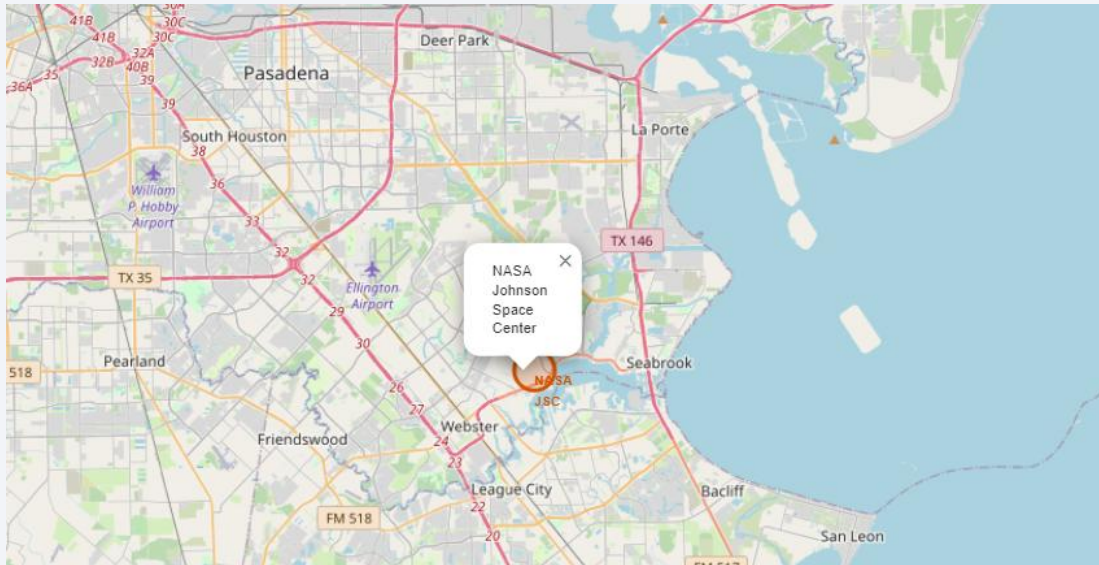 30A
41B
30C
41B
30C
Deer Park
32A
32B
40B
35
36A
39
Pasadena
39
La Porte
South Houston
38
William
P. Hobby
Airport
36
33
TX 146
32
NASA
Johnson
Space
Center
×
TX 35
32
Ellington
Airport
29
30
Pearland
518
Seabrook
26
NASA
JSC
27
Webster
24
Friendswood
23
League City
Bacliff
22
FM 518
20
San Leon
FM 517